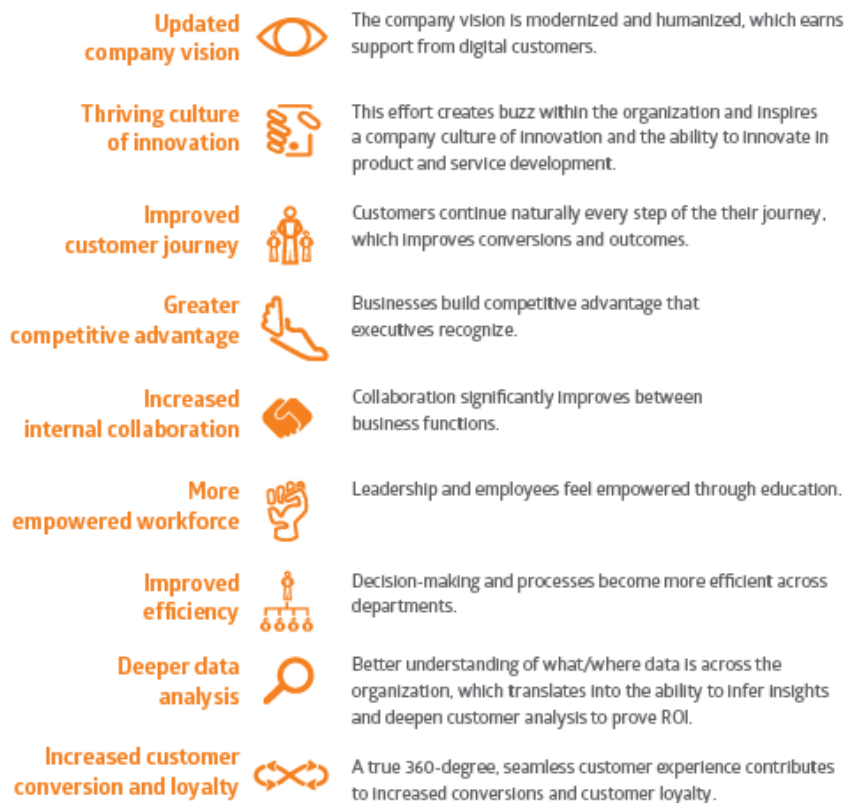 Updated
company vision
The company vision is modernized and humanized, which earns
support from digital customers.
Thriving culture
of innovation
This effort creates buzz within the organization and inspires
a company culture of innovation and the ability to innovate in
product and service development.
Improved
customer journey
Customers continue naturally every step of the their journey,
which improves conversions and outcomes.
Greater
competitive advantage
Businesses build competitive advantage that
executives recognize.
Increased
internal collaboration
Collaboration significantly improves between
business functions.
More
empowered workforce
Leadership and employees feel empowered through education.
Improved
efficiency
Decision-making and processes become more efficient across
departments.
Deeper data
analysis
Better understanding of what/where data is across the
organization, which translates into the ability to infer insights
and deepen customer analysis to prove ROI.
Increased customer
conversion and loyalty
A true 360-degree, seamless customer experience contributes
to increased conversions and customer loyalty.